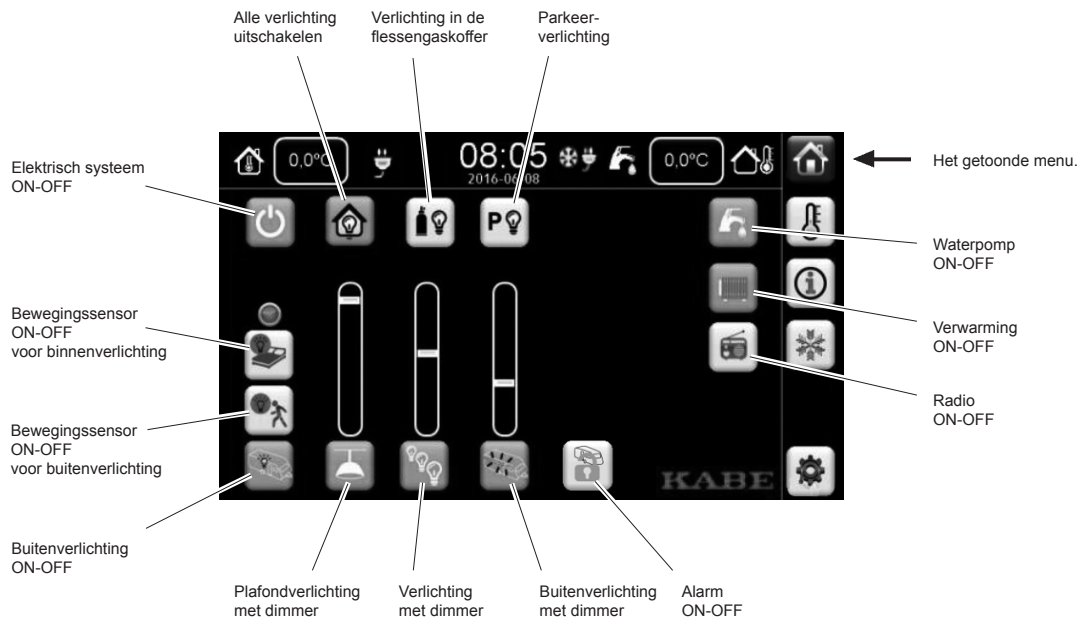 Alle verlichting
uitschakelen
Verlichting in de
flessengaskoffer
Parkeer-
verlichting
Elektrisch systeem
ON-OFF
0,0°C
08:05
2016-06-08
0,0°C
Het getoonde menu.
P
Waterpomp
ON-OFF
Bewegingssensor
ON-OFF
voor binnenverlichting
Verwarming
ON-OFF
Radio
ON-OFF
Bewegingssensor
ON-OFF
voor buitenverlichting
KABE
Buitenverlichting
ON-OFF
Plafondverlichting
met dimmer
Verlichting
met dimmer
Buitenverlichting
met dimmer
Alarm
ON-OFF